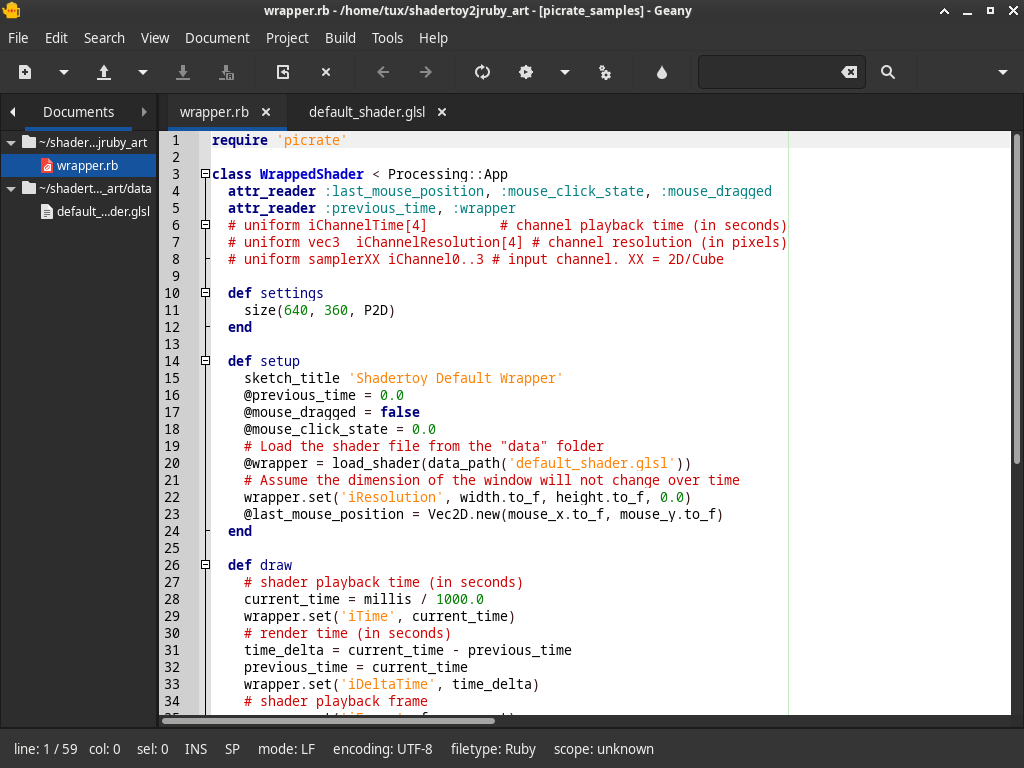 wrapper.rb - /home/tux/shadertoy2jruby_art - [picrate_samples] - Geany
File Edit Search View Document Project Build Tools Help
Documents
wrapper.rb
default_shader.glsl
~/shader...jruby_art
wrapper.rb
~/shadert..._art/data
default_...der.glsl
1 require 'picrate'
2
3 class WrappedShader < Processing::App
4 attr_reader :last_mouse_position, :mouse_click_state, :mouse_dragged
5 attr_reader :previous_time, :wrapper
6 # uniform iChannelTime[4]         # channel playback time (in seconds)
7 # uniform vec3  iChannelResolution[4] # channel resolution (in pixels)
8 # uniform samplerXX iChannel0..3 # input channel. XX = 2D/Cube
9
10 def settings
11 size(640, 360, P2D)
12 end
13
14 def setup
15 sketch_title 'Shadertoy Default Wrapper'
16 @previous_time = 0.0
17 @mouse_dragged = false
18 @mouse_click_state = 0.0
19 # Load the shader file from the "data" folder
20 @wrapper = load_shader(data_path('default_shader.glsl'))
21 # Assume the dimension of the window will not change over time
22 wrapper.set('iResolution', width.to_f, height.to_f, 0.0)
23 @last_mouse_position = Vec2D.new(mouse_x.to_f, mouse_y.to_f)
24 end
25
26 def draw
27 # shader playback time (in seconds)
28 current_time = millis / 1000.0
29 wrapper.set('iTime', current_time)
30 # render time (in seconds)
31 time_delta = current_time - previous_time
32 previous_time = current_time
33 wrapper.set('iDeltaTime', time_delta)
34 # shader playback frame
line: 1 / 59 col: 0 sel: 0 INS SP mode: LF encoding: UTF-8 filetype: Ruby scope: unknown